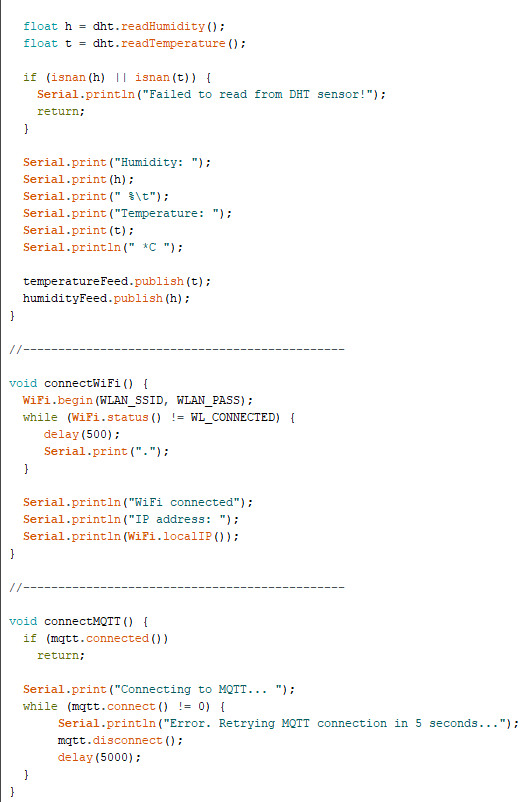 float h = dht.readHumidity();
float t = dht.readTemperature();
if (isnan(h) || isnan(t)) {
Serial.println("Failed to read from DHT sensor!");
return;
}
Serial.print("Humidity: ");
Serial.print(h);
Serial.print(" %\t");
Serial.print("Temperature: ");
Serial.print(t);
Serial.println(" *C ");
temperatureFeed.publish(t);
humidityFeed.publish(h);
}
//----------------------------------------------
void connectWiFi() {
WiFi.begin(WLAN_SSID, WLAN_PASS);
while (WiFi.status() != WL_CONNECTED) {
delay(500);
Serial.print(".");
}
Serial.println("WiFi connected");
Serial.println("IP address: ");
Serial.println(WiFi.localIP());
}
//----------------------------------------------
void connectMQTT() {
if (mqtt.connected())
return;
Serial.print("Connecting to MQTT... ");
while (mqtt.connect() != 0) {
Serial.println("Error. Retrying MQTT connection in 5 seconds...");
mqtt.disconnect();
delay(5000);
}
}